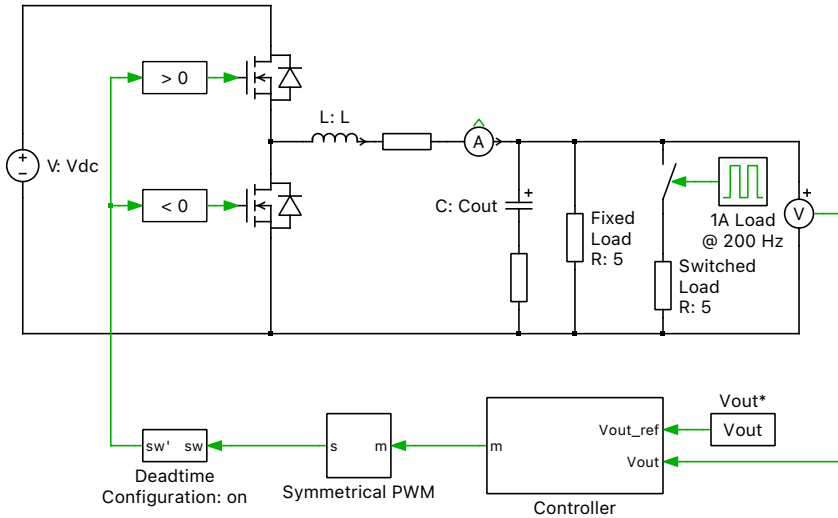 > 0
L: L
A
V: Vdc
< 0
C: Cout
Fixed
Load
R: 5
1A Load
@ 200 Hz
V
Switched
Load
R: 5
Vout*
Vout_ref
Vout
sw' sw
s m
m
Vout
Deadtime
Configuration: on
Symmetrical PWM
Controller